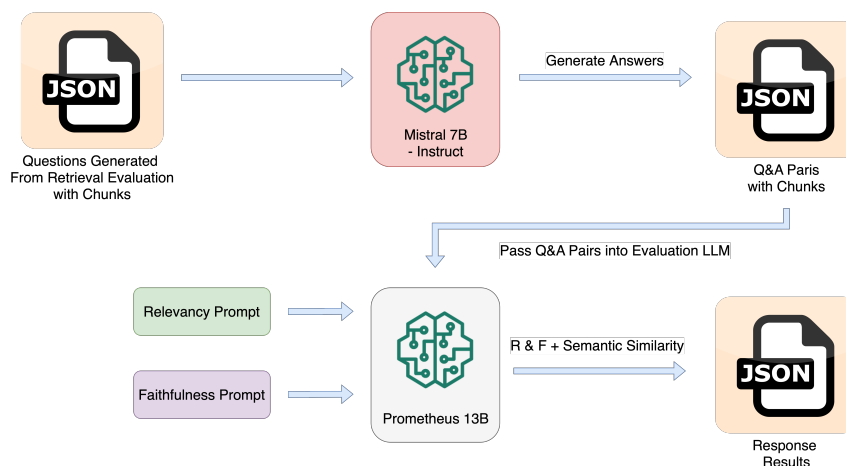 JSON
Questions Generated
From Retrieval Evaluation
with Chunks
Mistral 7B
- Instruct
Generate Answers
JSON
Q&A Paris
with Chunks
Pass Q&A Pairs into Evaluation LLM
Relevancy Prompt
Faithfulness Prompt
Prometheus 13B
R & F + Semantic Similarity
JSON
Response
Results